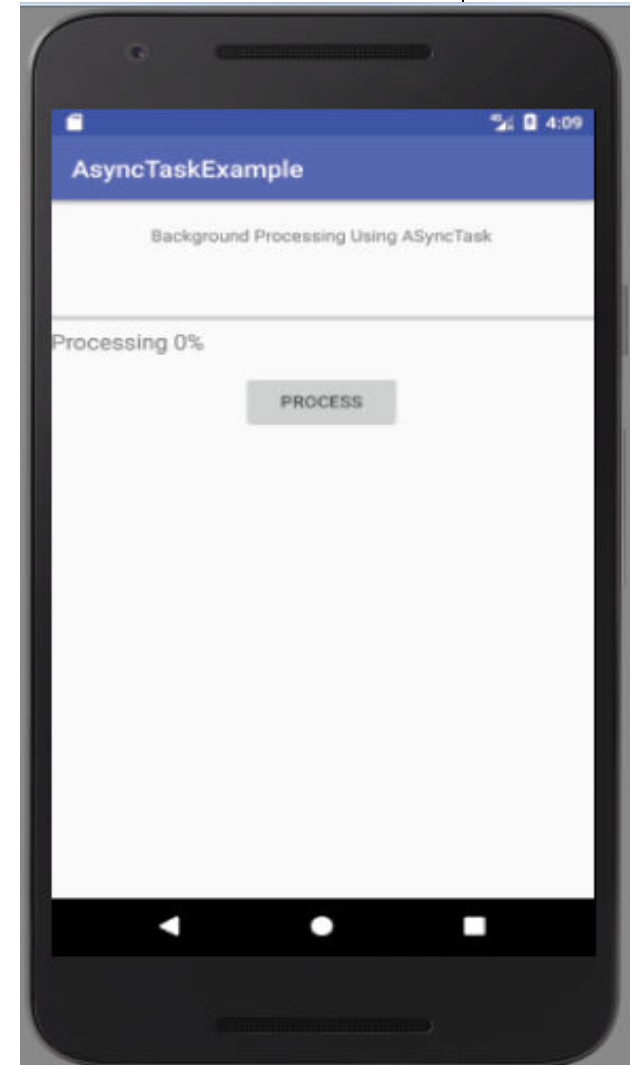 4:09
AsyncTaskExample
Background Processing Using ASyncTask
Processing 0%
PROCESS